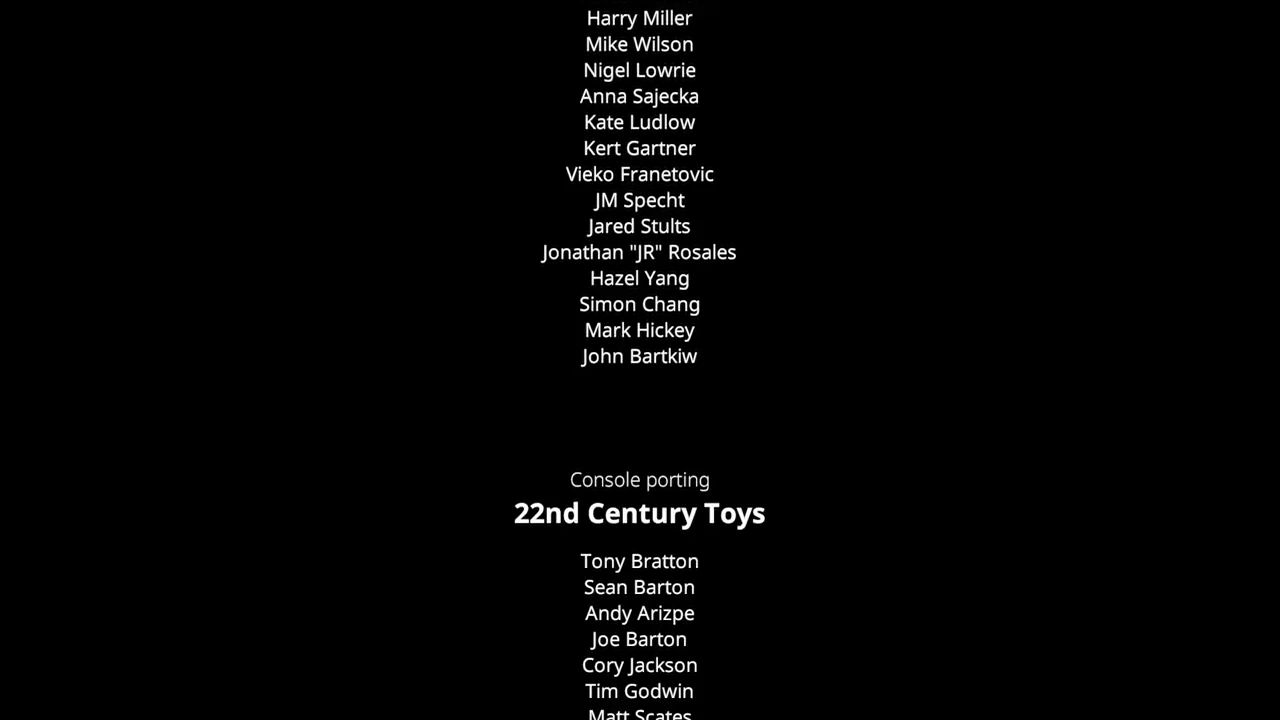 Harry Miller
Mike Wilson
Nigel Lowrie
Anna Sajecka
Kate Ludlow
Kert Gartner
Vieko Franetovic
JM Specht
Jared Stults
Jonathan "JR" Rosales
Hazel Yang
Simon Chang
Mark Hickey
John Bartkiw
Console porting
22nd Century Toys
Tony Bratton
Sean Barton
Andy Arizpe
Joe Barton
Cory Jackson
Tim Godwin
Matt Scates